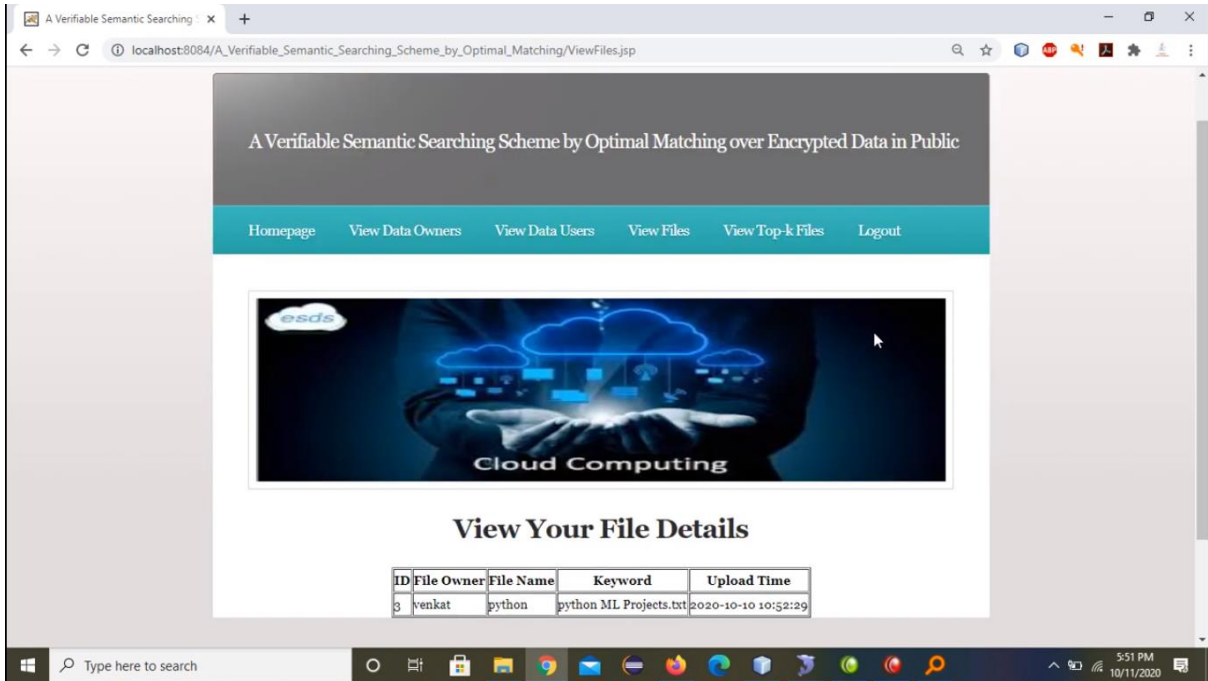 A Verifiable Semantic Searching S
localhost:8084/A_Verifiable_Semantic_Searching_Scheme_by_Optimal_Matching/ViewFiles.jsp
ABP
A Verifiable Semantic Searching Scheme by Optimal Matching over Encrypted Data in Public
Homepage View Data Owners View Data Users View Files View Top-k Files Logout
esds
Cloud Computing
View Your File Details
ID File Owner File Name Keyword Upload Time
3 venkat python python ML Projects.txt 2020-10-10 10:52:29
Type here to search
5:51 PM
10/11/2020